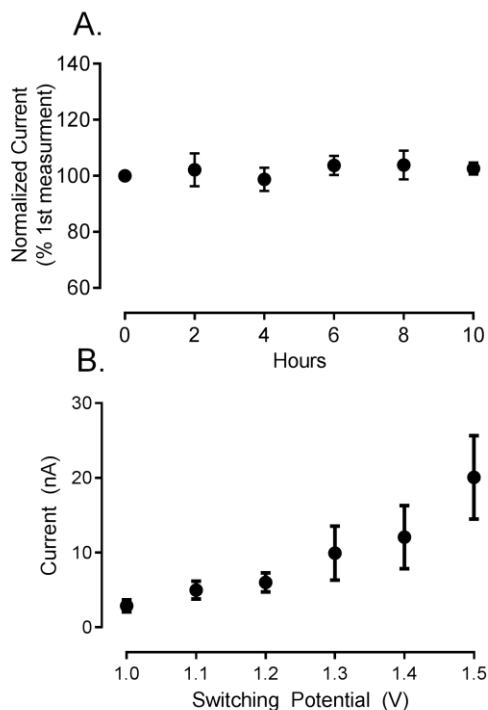 A.
Normalized Current
(% 1st measurment)
140
120
100
80
60
0 2 4 6 8 10
Hours
B.
Current (nA)
30
20
10
0
1.0 1.1 1.2 1.3 1.4 1.5
Switching Potential (V)